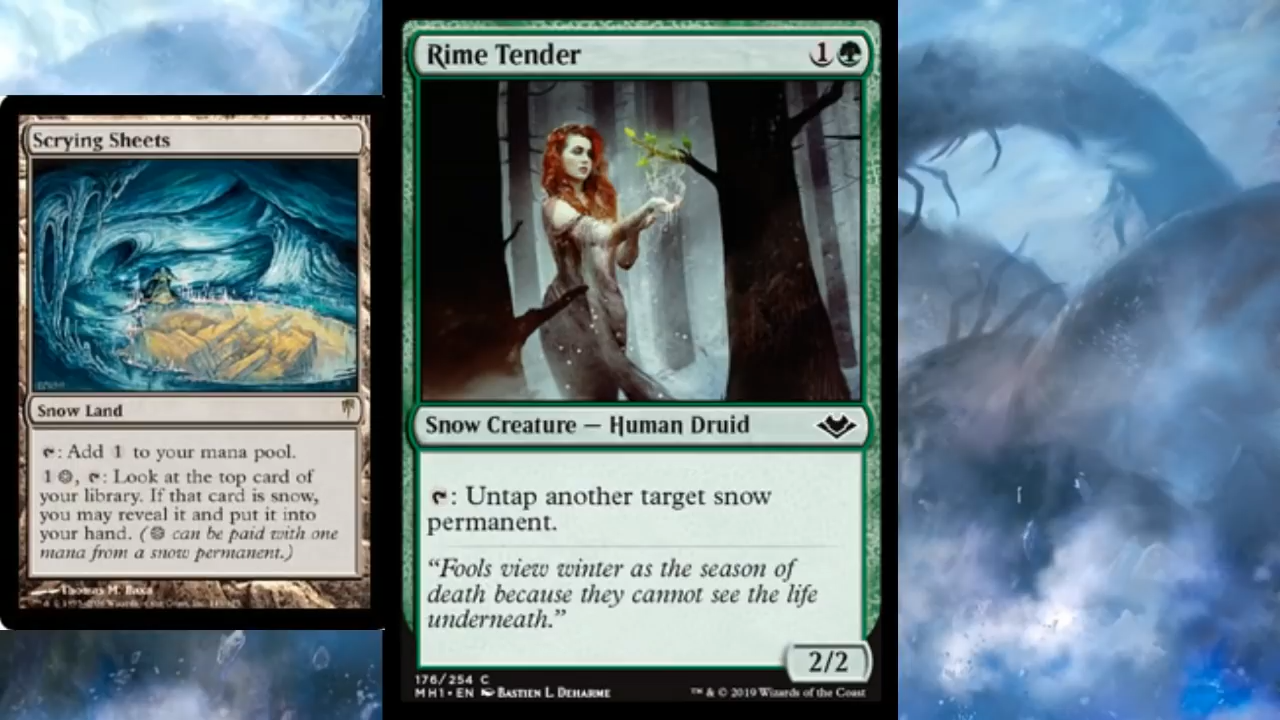 Scrying Sheets
Snow Land
: Add 1 to your mana pool.
1 , : Look at the top card of
your library. If that card is snow,
you may reveal it and put it into
your hand. ( can be paid with one
mana from a snow permanent.)
Rime Tender
1
Snow Creature — Human Druid
: Untap another target snow
permanent.
“Fools view winter as the season of
death because they cannot see the life
underneath.”
2/2
176/254 C
MH1 • EN Bastien L. Deharme
™ & © 2019 Wizards of the Coast